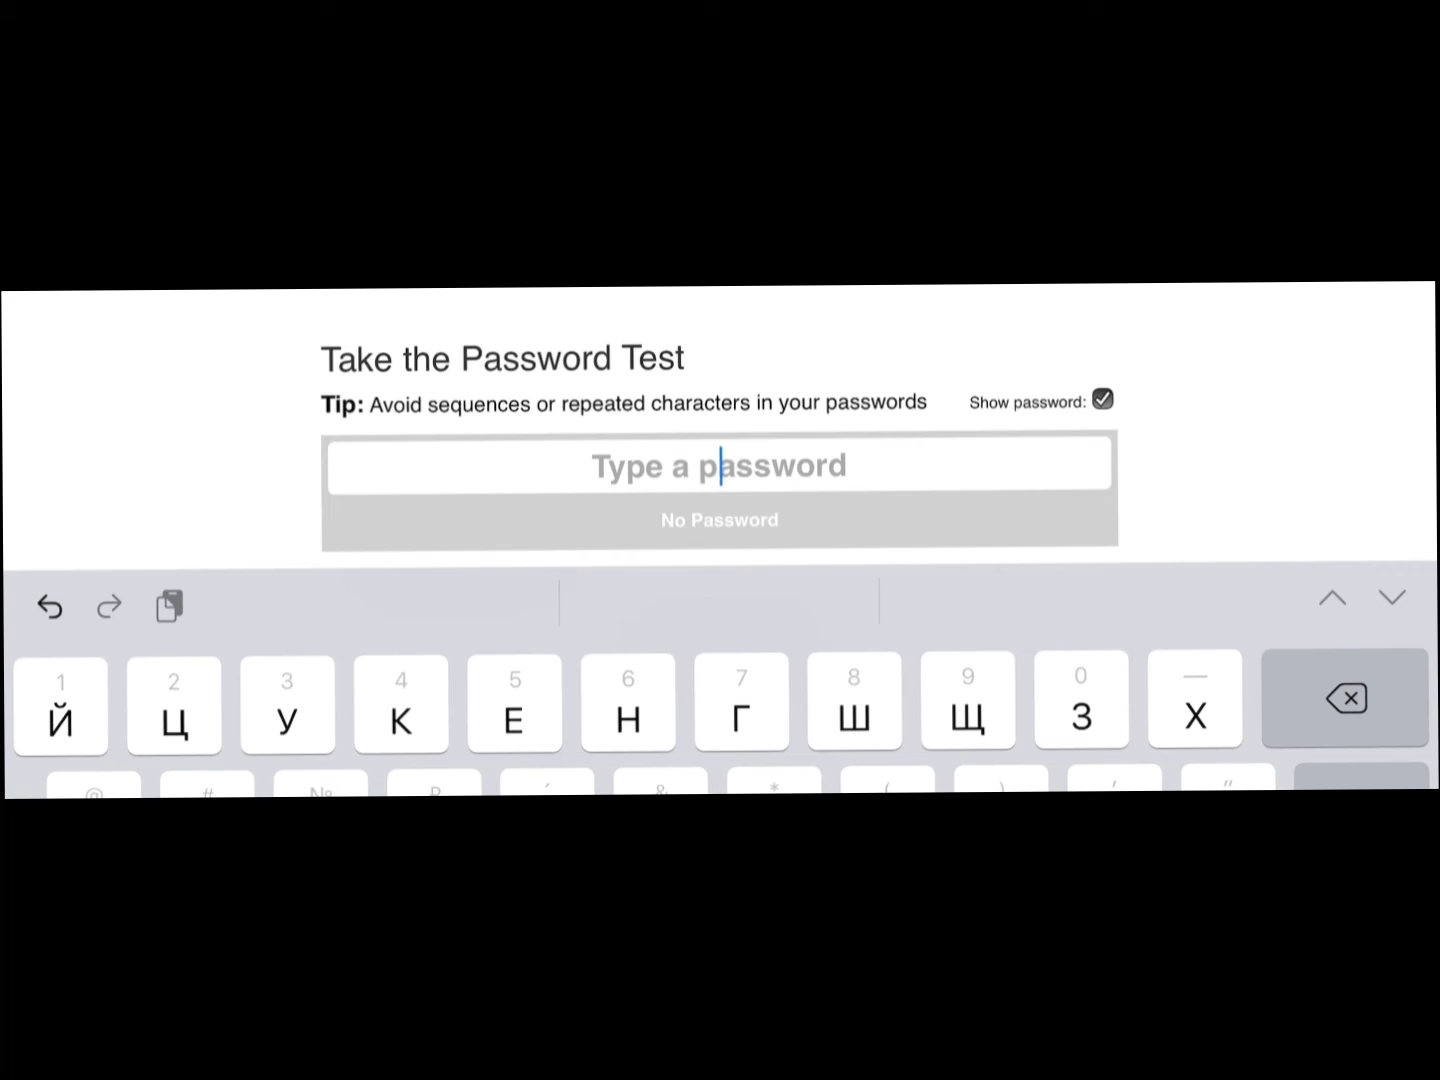 Take the Password Test
Tip: Avoid sequences or repeated characters in your passwords Show password:
Type a password
No Password
1 2 3 4 5 6 7 8 9 0 —
Й Ц У К Е Н Г Ш Щ З Х
@ # № ₽ ´ & * ( ) ' "